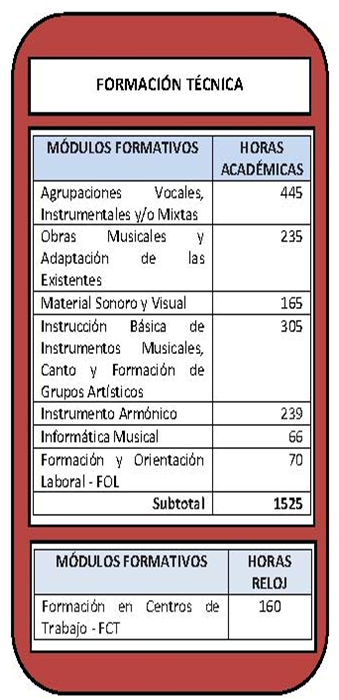 FORMACIÓN TÉCNICA
MÓDULOS FORMATIVOS HORAS
ACADÉMICAS
Agrupaciones Vocales, 445
Instrumentales y/o Mixtas
Obras Musicales y 235
Adaptación de las
Existentes
Material Sonoro y Visual 165
Instrucción Básica de 305
Instrumentos Musicales,
Canto y Formación de
Grupos Artísticos
Instrumento Armónico 239
Informática Musical 66
Formación y Orientación 70
Laboral - FOL
Subtotal 1525
MÓDULOS FORMATIVOS HORAS
RELOJ
Formación en Centros de 160
Trabajo - FCT